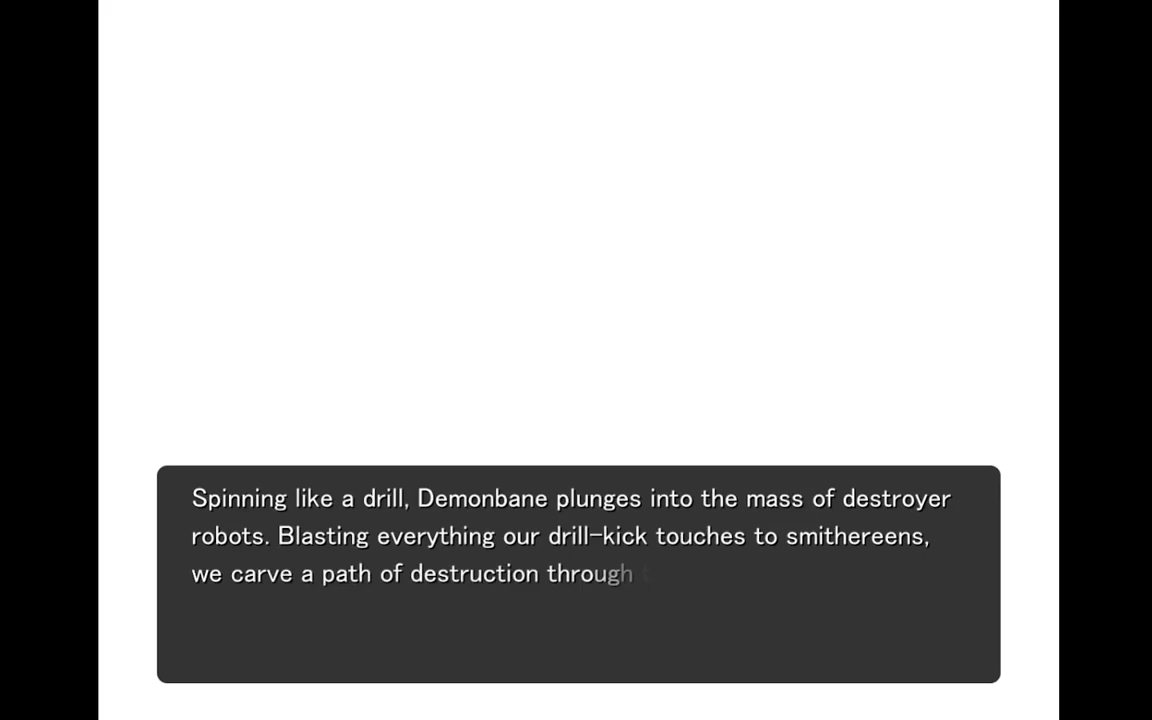 Spinning like a drill, Demonbane plunges into the mass of destroyer
robots. Blasting everything our drill-kick touches to smithereens,
we carve a path of destruction through